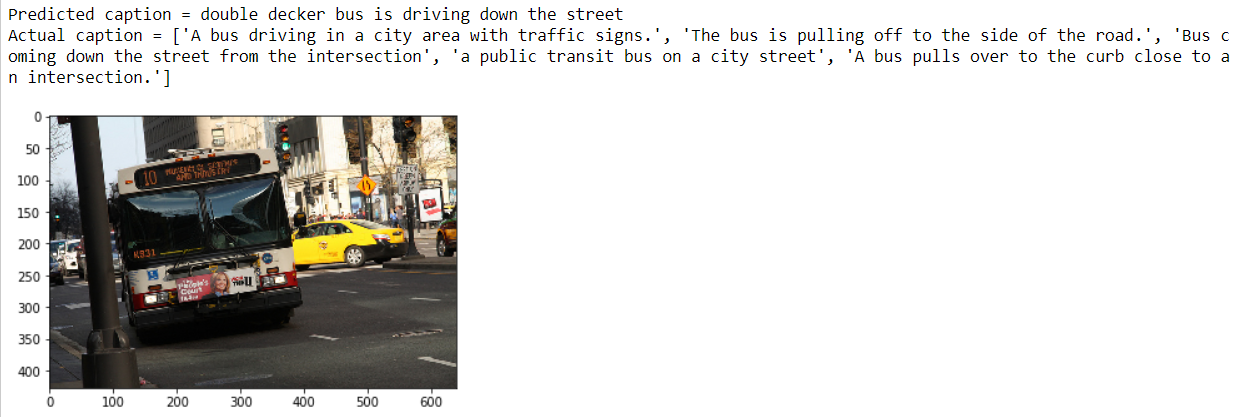 Predicted caption = double decker bus is driving down the street
Actual caption = ['A bus driving in a city area with traffic signs.', 'The bus is pulling off to the side of the road.', 'Bus c
oming down the street from the intersection', 'a public transit bus on a city street', 'A bus pulls over to the curb close to a
n intersection.']
0
50
100
150
200
250
300
350
400
10
The
People's
Court
0 100 200 300 400 500 600